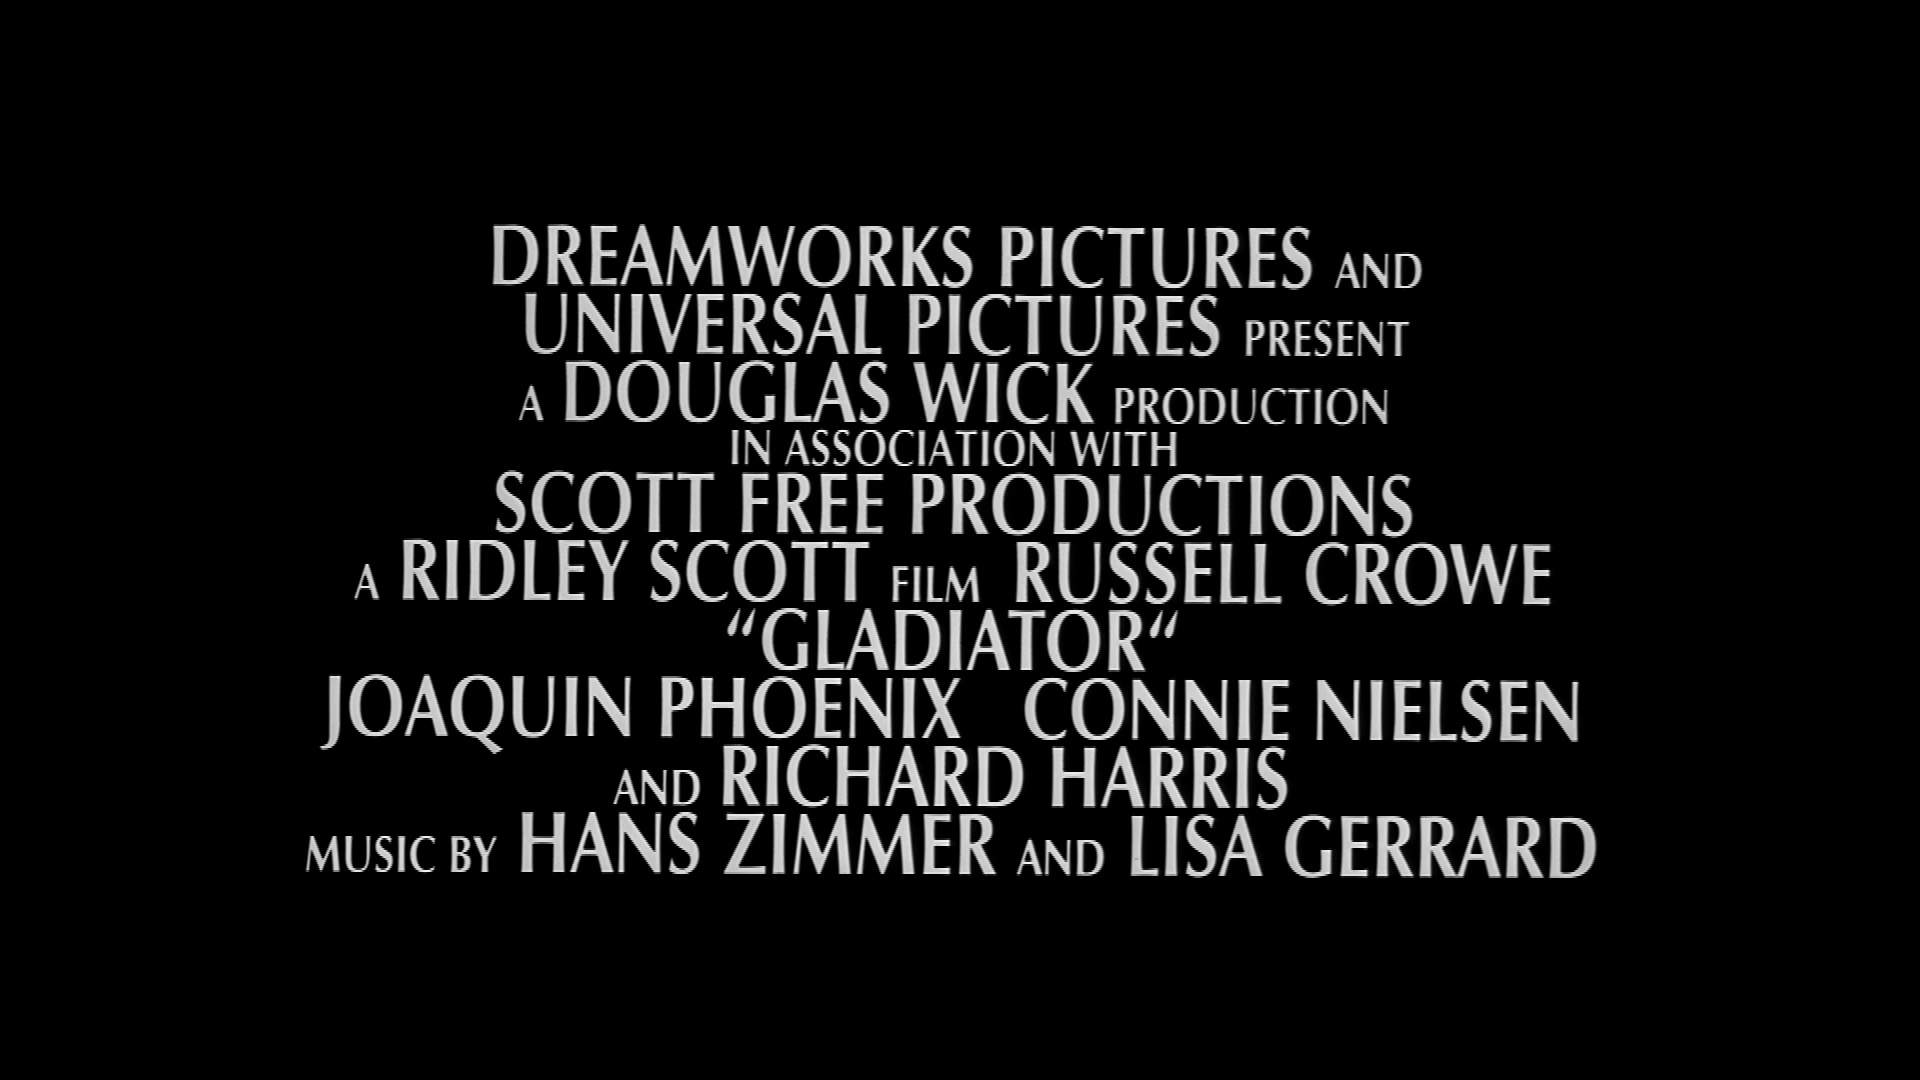 DREAMWORKS PICTURES AND
UNIVERSAL PICTURES PRESENT
A DOUGLAS WICK PRODUCTION
IN ASSOCIATION WITH
SCOTT FREE PRODUCTIONS
A RIDLEY SCOTT FILM RUSSELL CROWE
“GLADIATOR“
JOAQUIN PHOENIX CONNIE NIELSEN
AND RICHARD HARRIS
MUSIC BY HANS ZIMMER AND LISA GERRARD